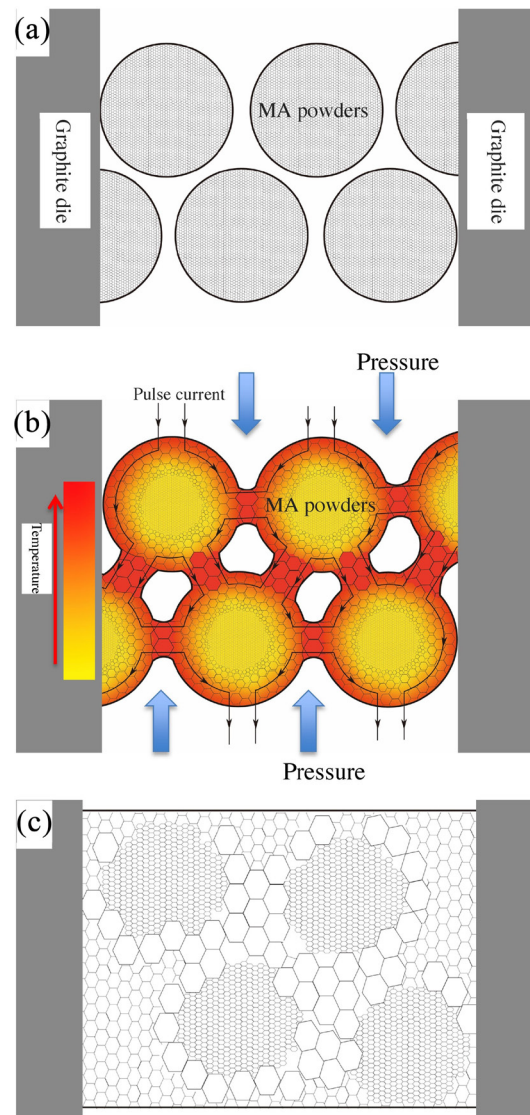 (a)
MA powders
Graphite die
Graphite die
Pressure
(b)
Pulse current
MA powders
Temperature
Pressure
(c)